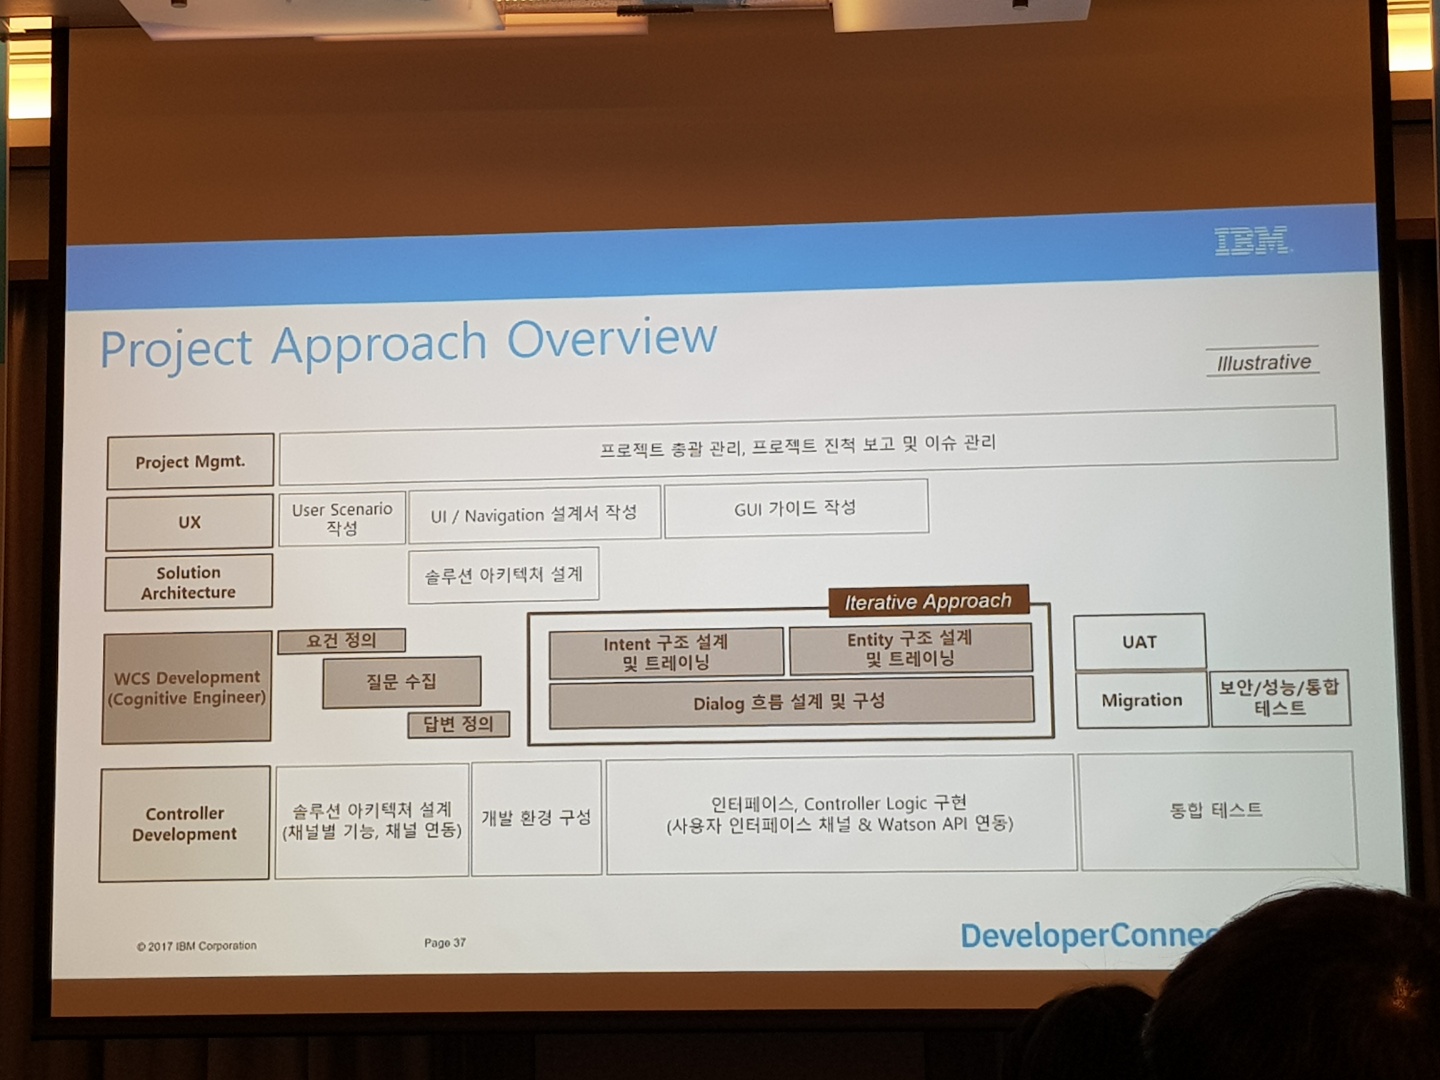 IBM
Project Approach Overview
Illustrative
Project Mgmt.
프로젝트 총괄 관리, 프로젝트 진척 보고 및 이슈 관리
UX
User Scenario
작성
UI / Navigation 설계서 작성
GUI 가이드 작성
Solution
Architecture
솔루션 아키텍처 설계
Iterative Approach
WCS Development
(Cognitive Engineer)
요건 정의
질문 수집
답변 정의
Intent 구조 설계
및 트레이닝
Entity 구조 설계
및 트레이닝
Dialog 흐름 설계 및 구성
UAT
Migration
보안/성능/통합
테스트
Controller
Development
솔루션 아키텍처 설계
(채널별 기능, 채널 연동)
개발 환경 구성
인터페이스, Controller Logic 구현
(사용자 인터페이스 채널 & Watson API 연동)
통합 테스트
© 2017 IBM Corporation
Page 37